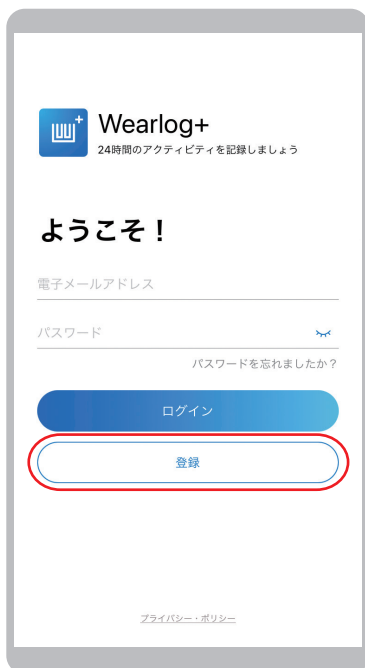 Wearlog+
24時間のアクティビティを記録しましょう
ようこそ！
電子メールアドレス
パスワード
パスワードを忘れましたか？
ログイン
登録
プライバシー・ポリシー